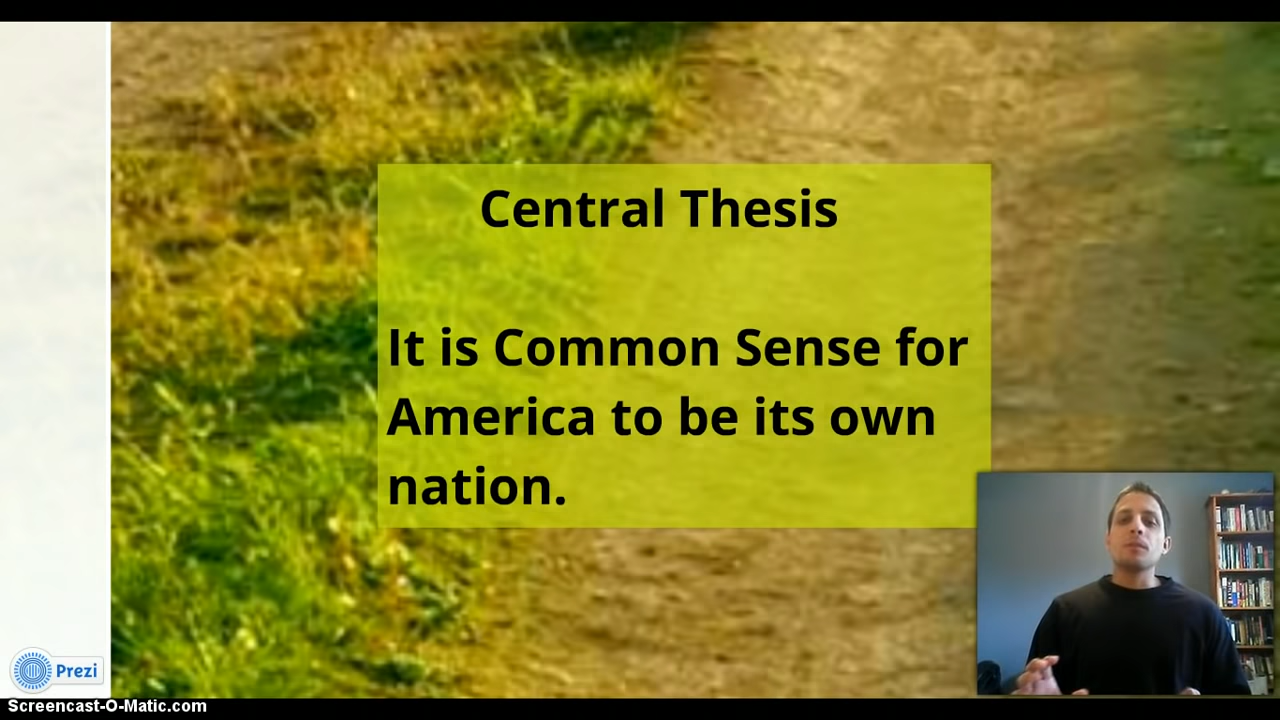 Central Thesis
It is Common Sense for
America to be its own
nation.
Prezi
Screencast-O-Matic.com